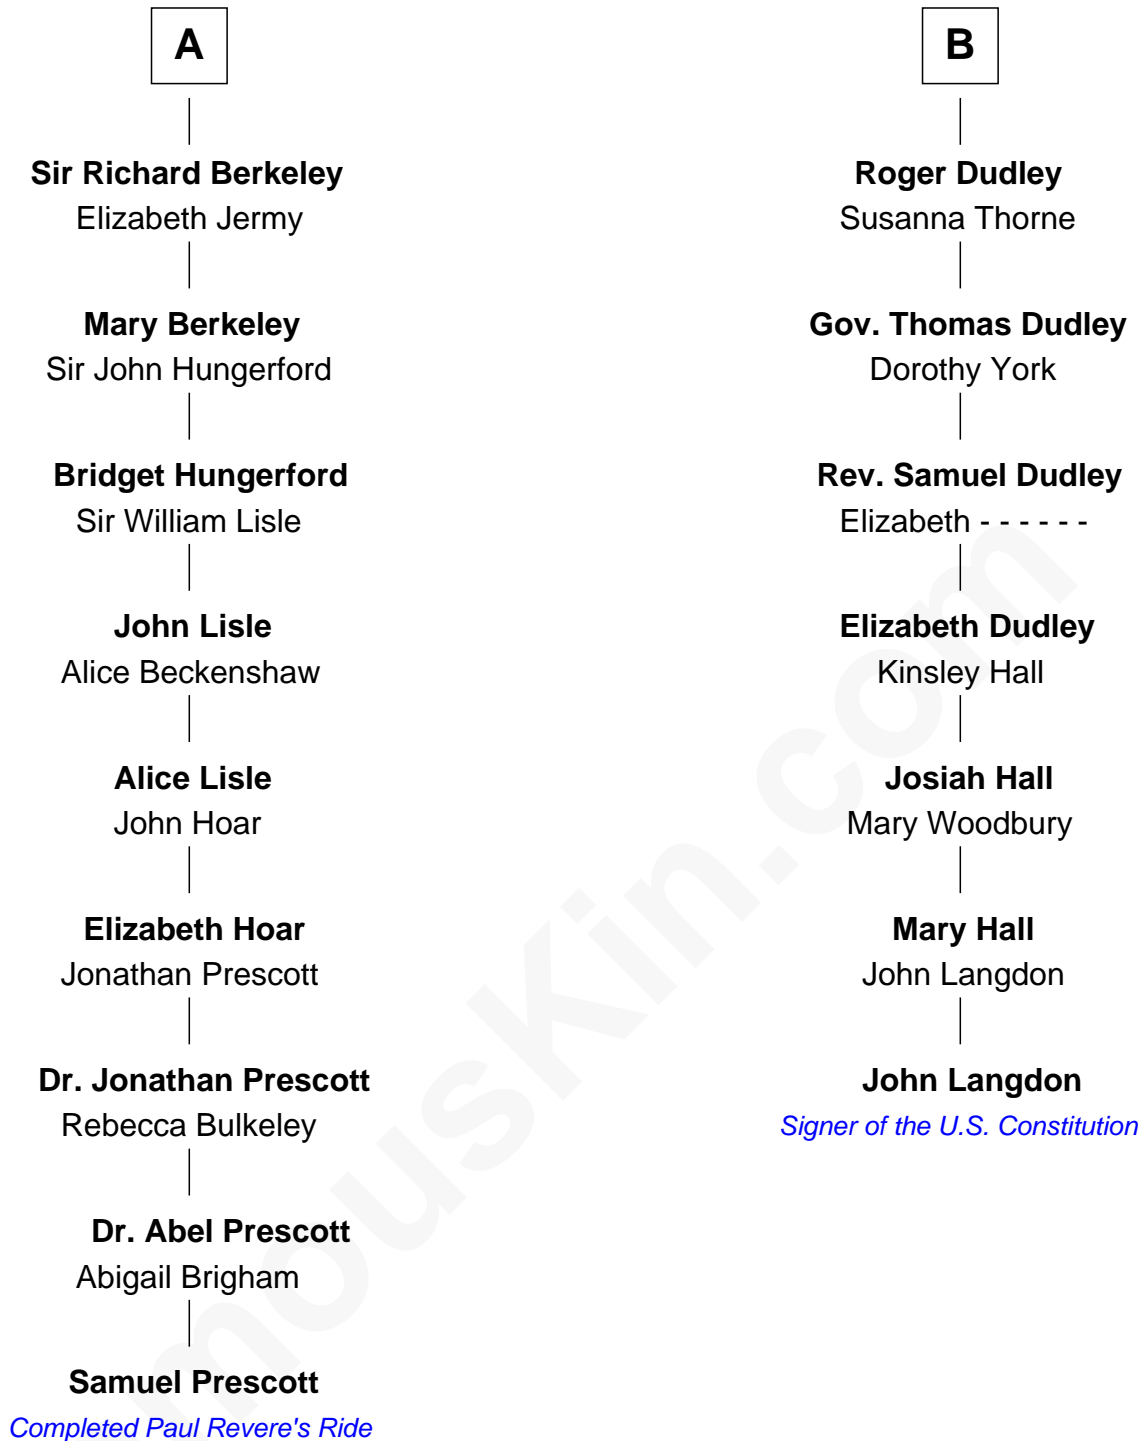 A
Sir Richard Berkeley
Elizabeth Jermy
Mary Berkeley
Sir John Hungerford
Bridget Hungerford
Sir William Lisle
John Lisle
Alice Beckenshaw
Alice Lisle
John Hoar
Elizabeth Hoar
Jonathan Prescott
Dr. Jonathan Prescott
Rebecca Bulkeley
Dr. Abel Prescott
Abigail Brigham
Samuel Prescott
Completed Paul Revere's Ride
B
Roger Dudley
Susanna Thorne
Gov. Thomas Dudley
Dorothy York
Rev. Samuel Dudley
Elizabeth - - - - - -
Elizabeth Dudley
Kinsley Hall
Josiah Hall
Mary Woodbury
Mary Hall
John Langdon
John Langdon
Signer of the U.S. Constitution
mousKin.com